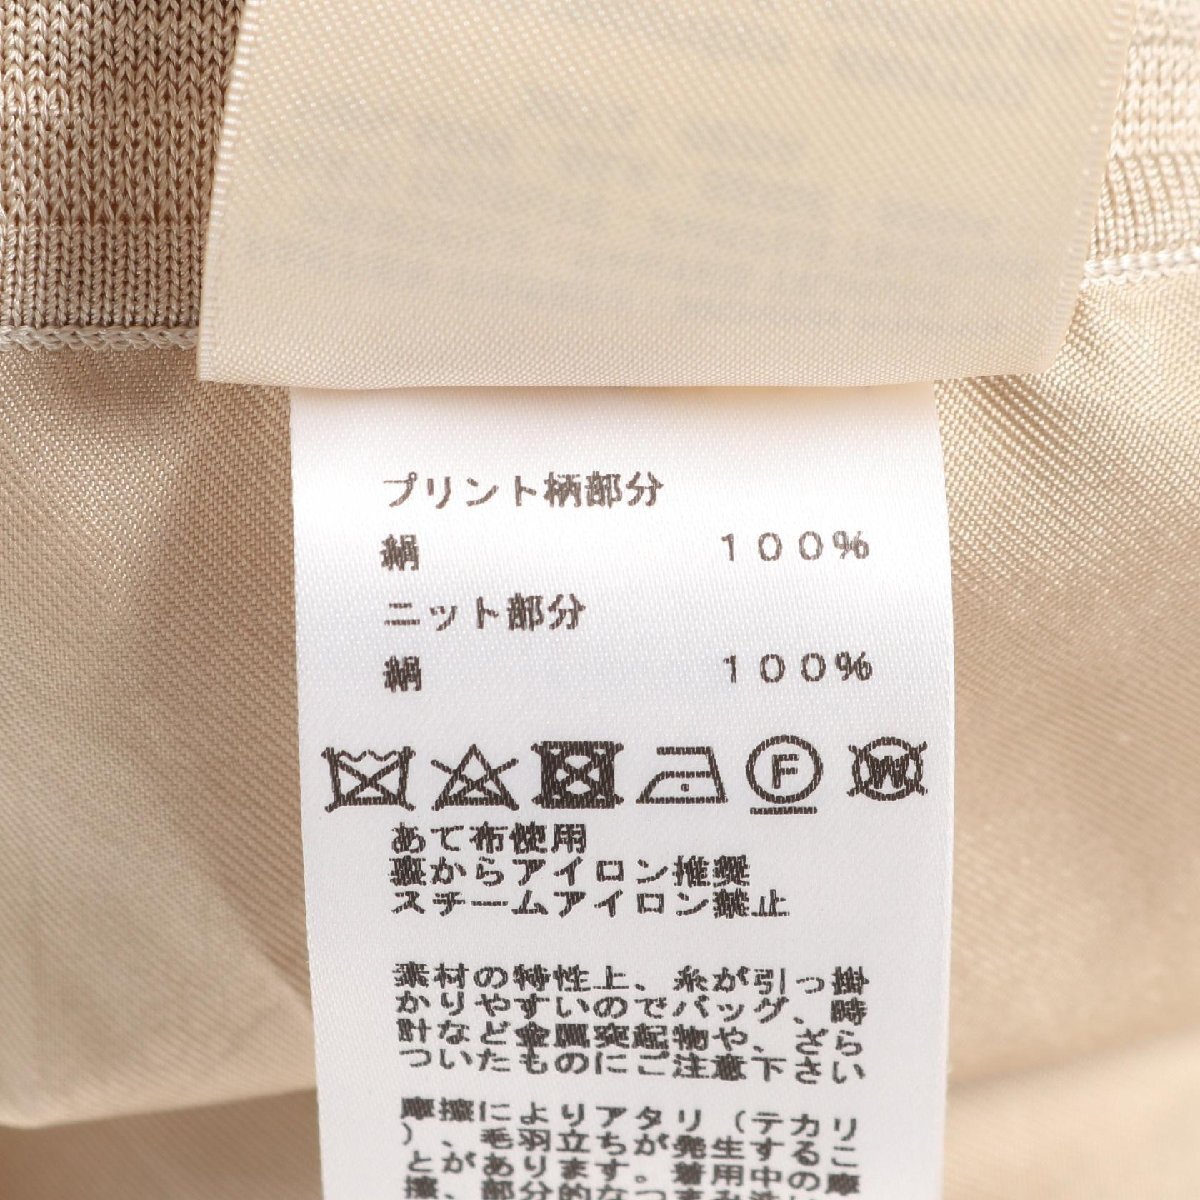 プリント柄部分
絹 100%
ニット部分
絹 100%
F W
あて布使用
裏からアイロン推奨
スチームアイロン禁止
素材の特性上、糸が引っ掛
かりやすいのでバッグ、時
計など金属突起物や、ざら
ついたものにご注意下さい
摩擦によりアタリ(テカリ
)、毛羽立ちが発生するこ
とがあります。着用中の摩
擦、部分的な